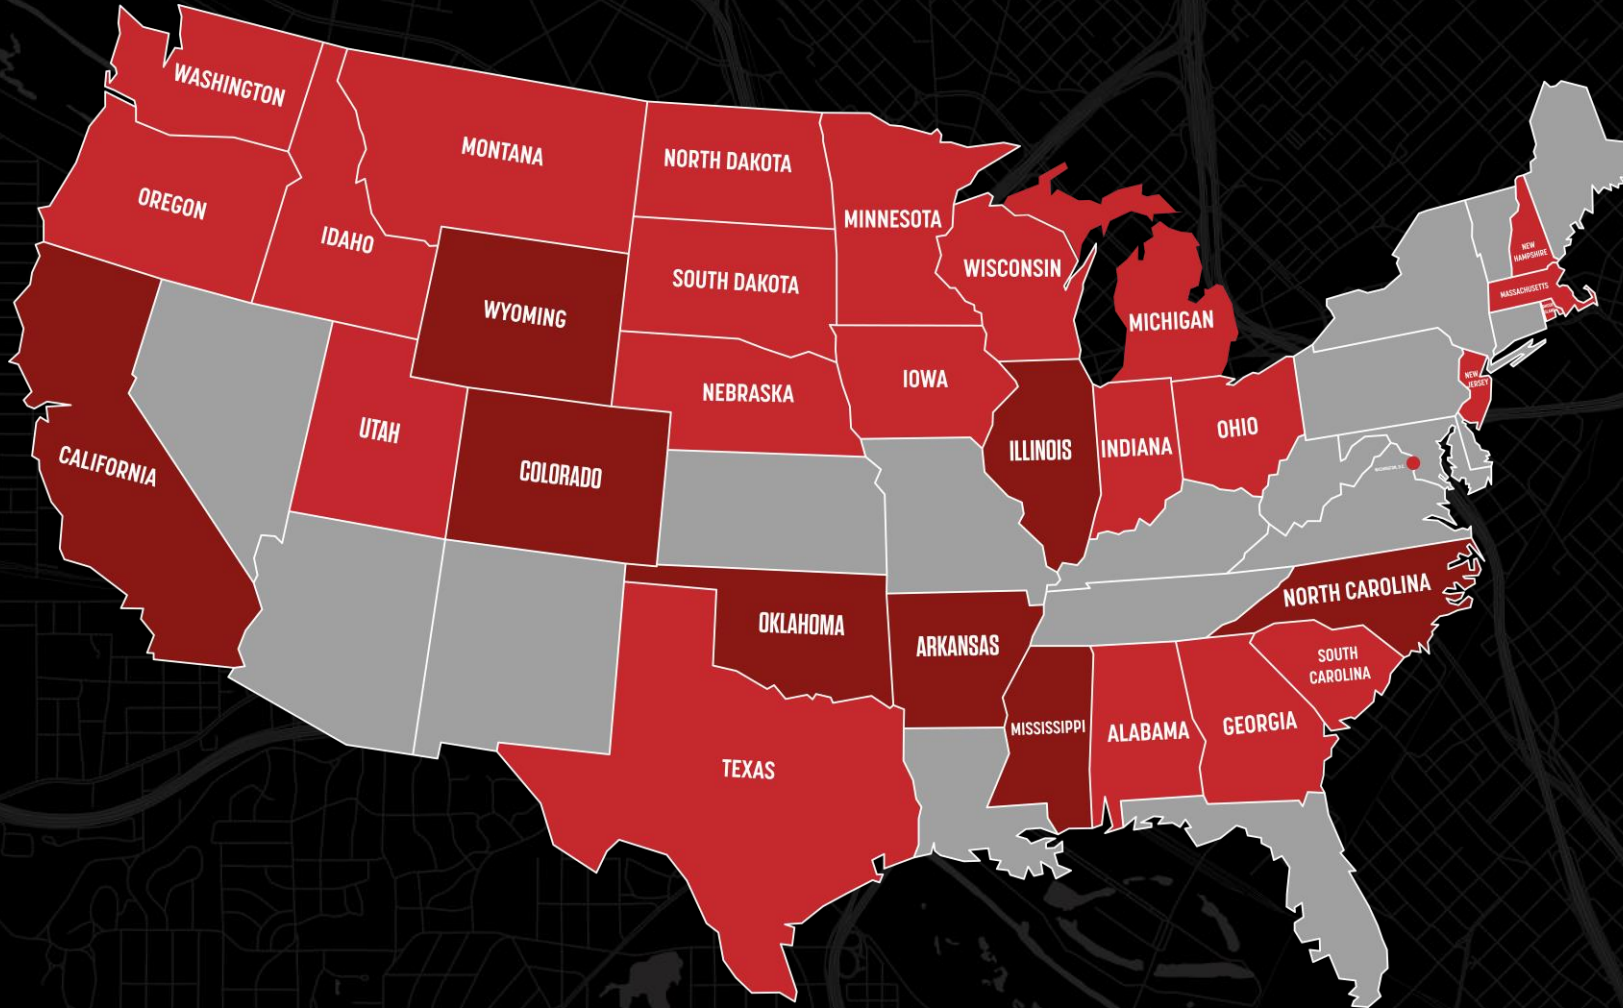 WASHINGTON
MONTANA
NORTH DAKOTA
OREGON
MINNESOTA
IDAHO
WISCONSIN
NEW
HAMPSHIRE
SOUTH DAKOTA
MASSACHUSETTS
WYOMING
MICHIGAN
NEBRASKA
IOWA
NEW
JERSEY
UTAH
OHIO
ILLINOIS
INDIANA
CALIFORNIA
COLORADO
NORTH CAROLINA
OKLAHOMA
ARKANSAS
SOUTH
CAROLINA
MISSISSIPPI
ALABAMA
GEORGIA
TEXAS